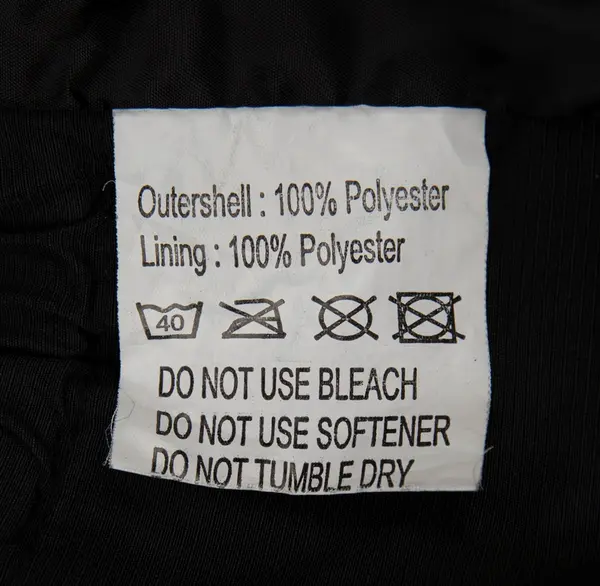 Outershell : 100% Polyester
Lining : 100% Polyester
40
DO NOT USE BLEACH
DO NOT USE SOFTENER
DO NOT TUMBLE DRY